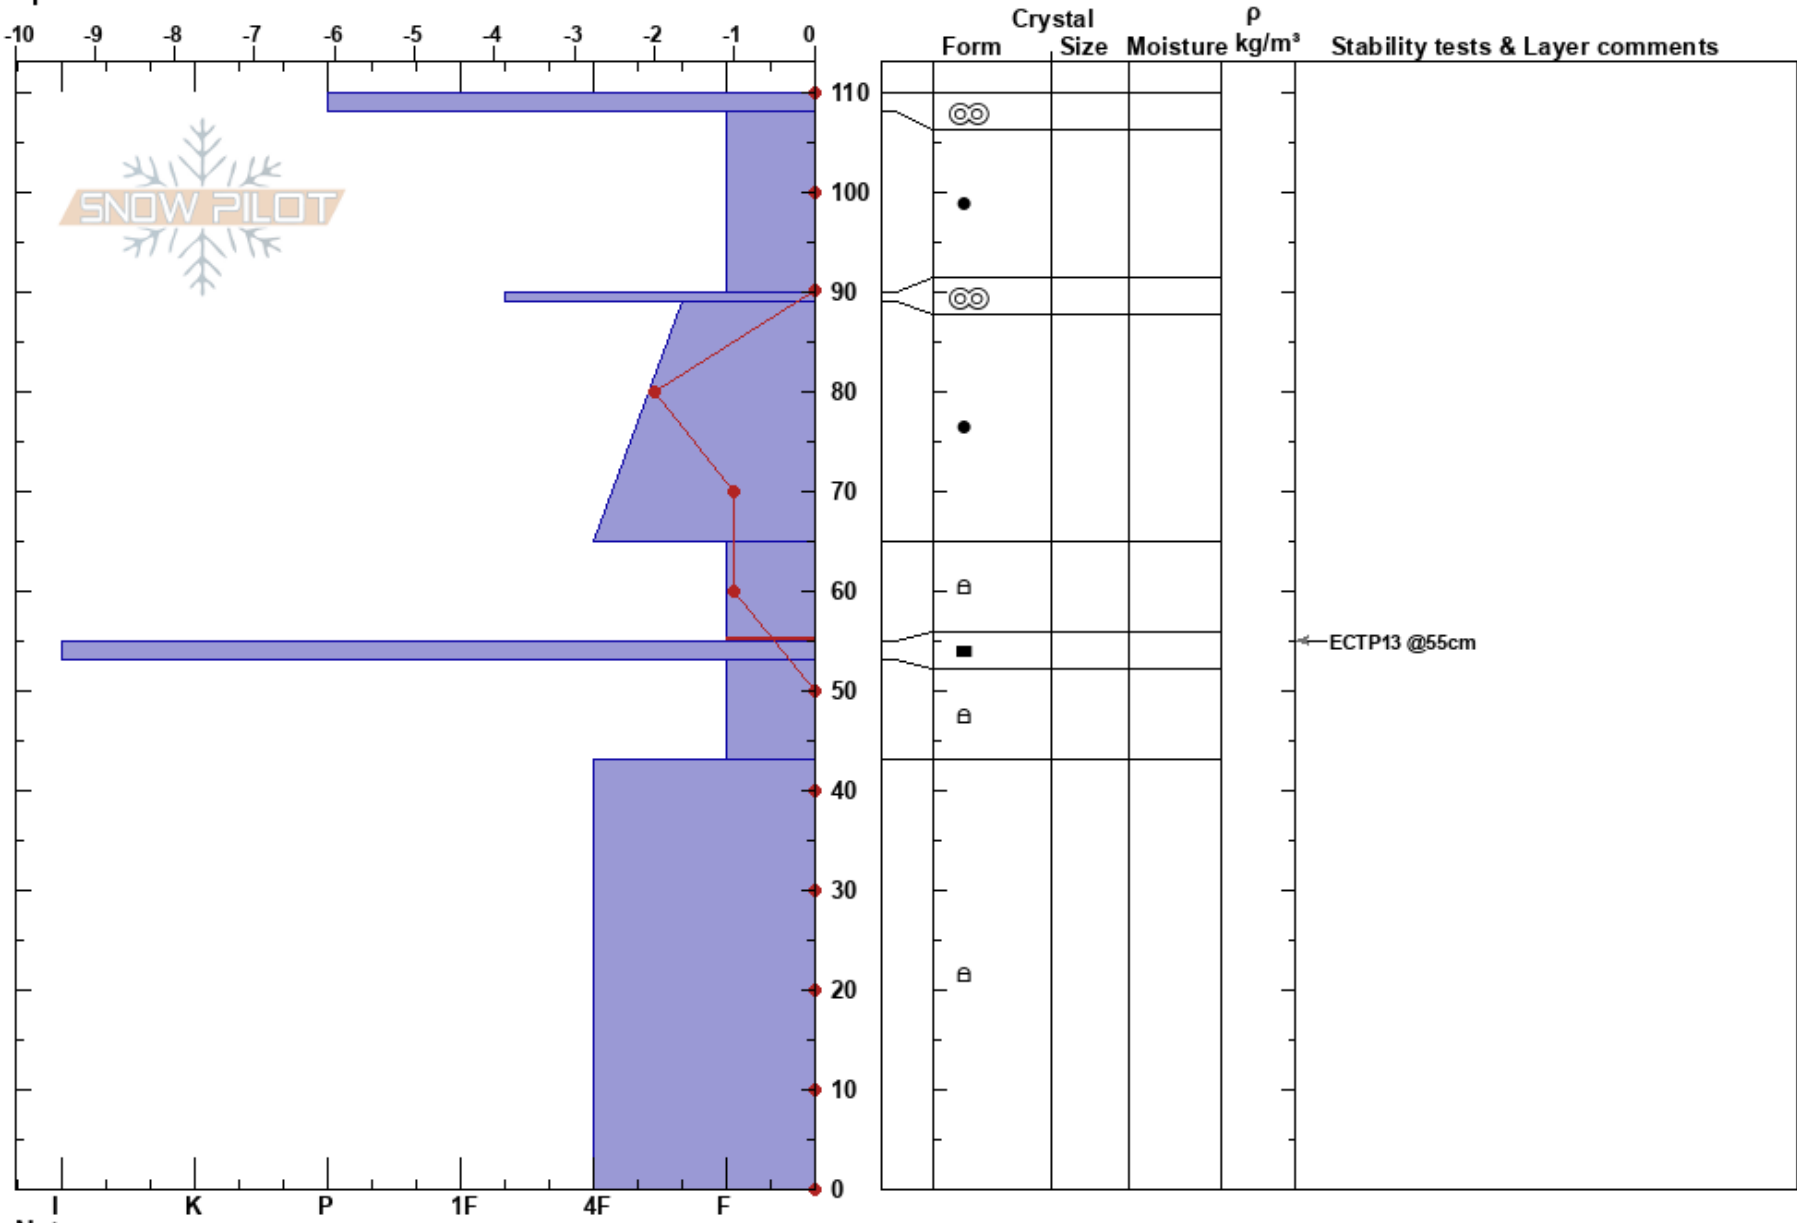 Crystal ρ
-10 -9 -8 -7 -6 -5 -4 -3 -2 -1 0 Form Size Moisture kg/m³ Stability tests & Layer comments
110
100
SNOW PILOT
90
80
70
60
ECTP13 @55cm
50
40
30
20
10
0
I K P 1F 4F F